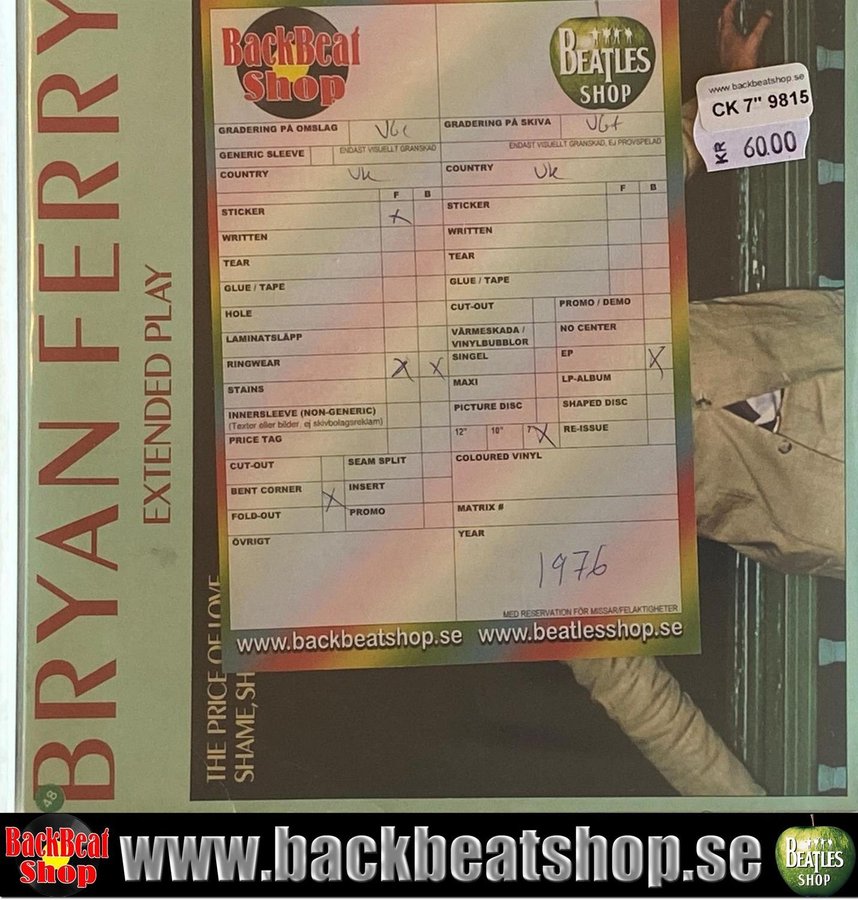 BRYAN FERRY
EXTENDED PLAY
THE PRICE OF LOVE
SHAME, SH
48
BackBeat
Shop
BEATLES
SHOP
GRADERING PÅ OMSLAG
GRADERING PÅ SKIVA VG+
GENERIC SLEEVE
ENDAST VISUELLT GRANSKAD
ENDAST VISUELLT GRANSKAD, EJ PROVSPELAD
COUNTRY UK
COUNTRY UK
F B
F B
STICKER X
WRITTEN
TEAR
GLUE / TAPE
HOLE
LAMINATSLÄPP
RINGWEAR X X
STAINS
INNERSLEEVE (NON-GENERIC)
(Texter eller bilder, ej skivbolagsreklam)
PRICE TAG
CUT-OUT SEAM SPLIT
BENT CORNER X INSERT
FOLD-OUT PROMO
ÖVRIGT
STICKER
WRITTEN
TEAR
GLUE / TAPE
CUT-OUT PROMO / DEMO
VÄRMESKADA / NO CENTER
VINYLBUBBLOR
SINGEL EP X
MAXI LP-ALBUM
PICTURE DISC SHAPED DISC
12" 10" 7" X RE-ISSUE
COLOURED VINYL
MATRIX #
YEAR
1976
MED RESERVATION FÖR MISSAR/FELAKTIGHETER
www.backbeatshop.se www.beatlesshop.se
www.backbeatshop.se
CK 7" 9815
KR 60.00
BackBeat
Shop
www.backbeatshop.se
BEATLES
SHOP